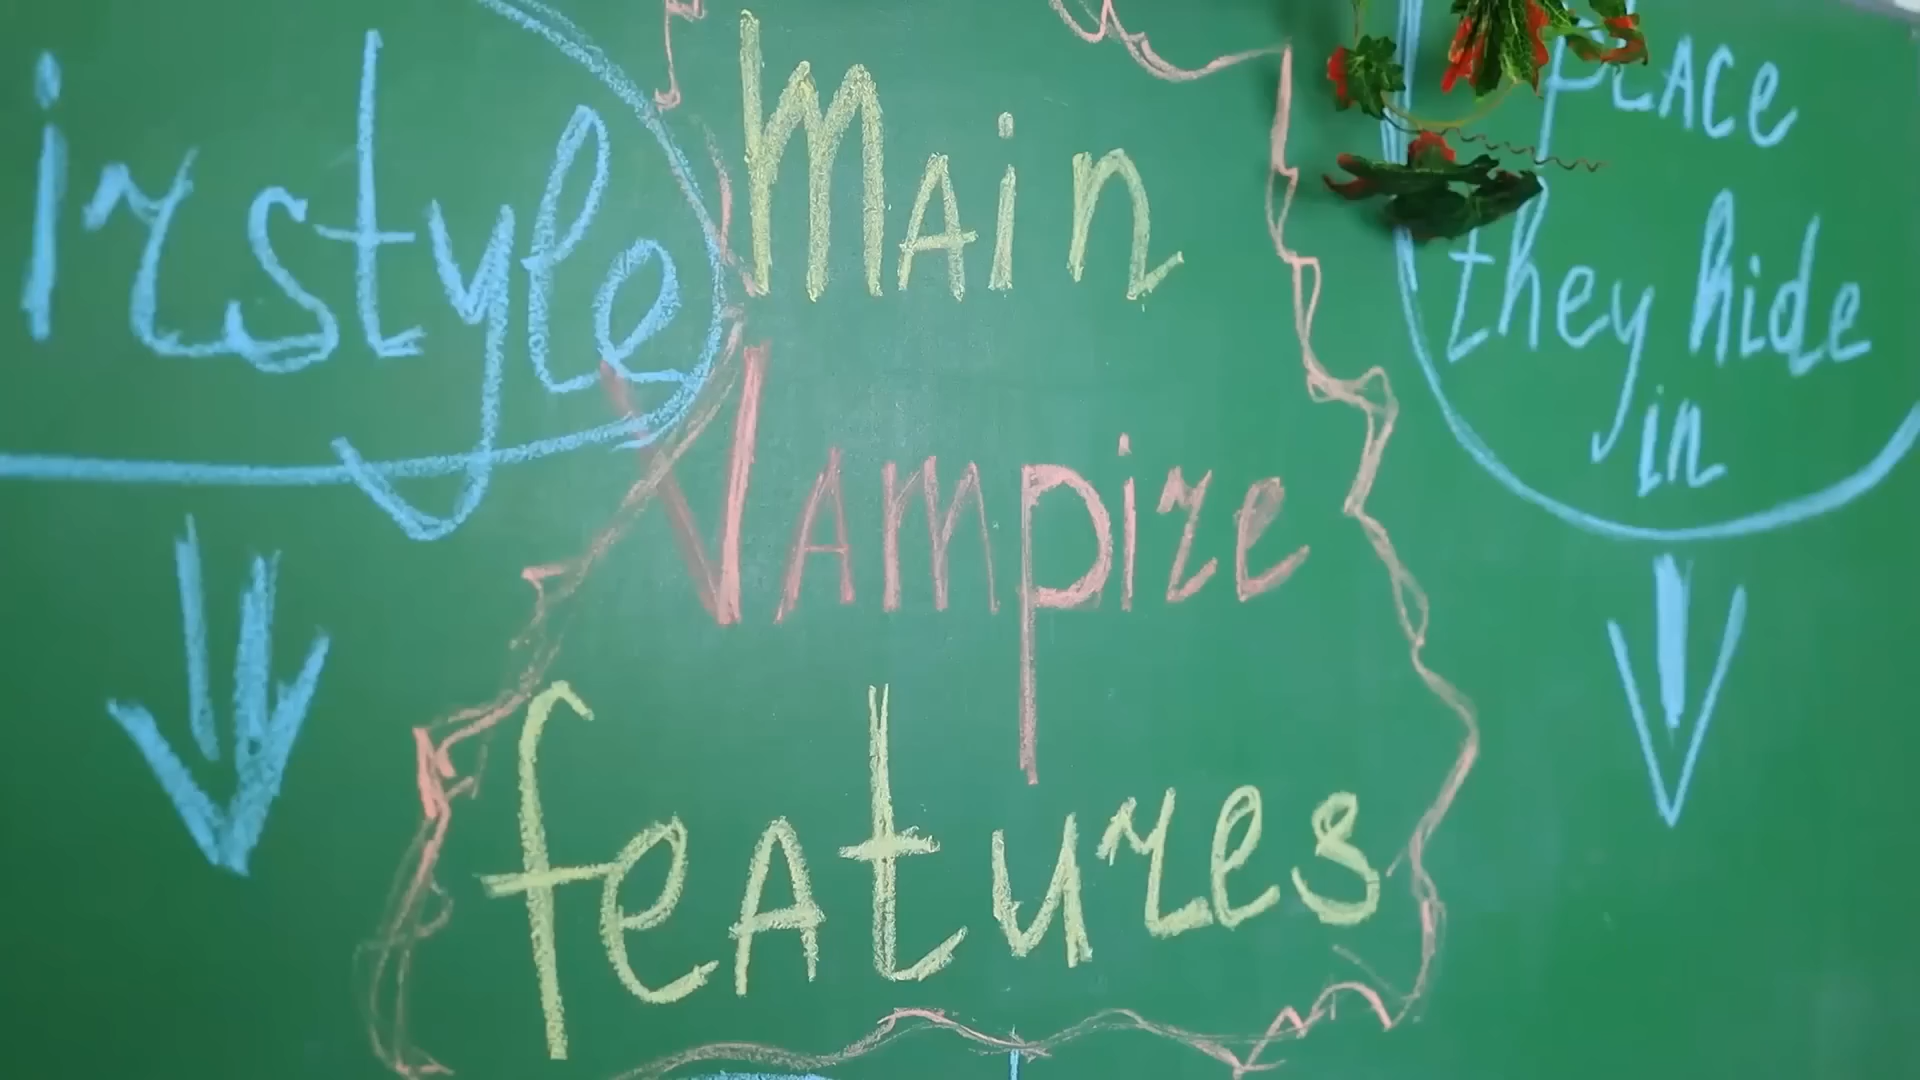 irstyle
Main
Vampire
features
place
they hide
in